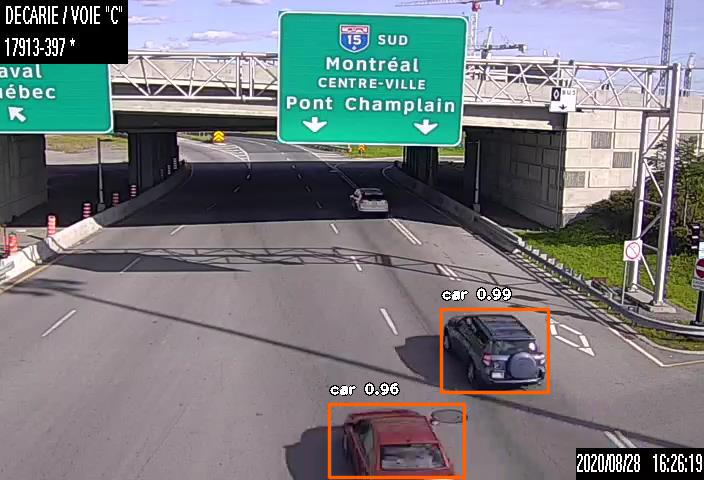 DECARIE / VOIE "C"
17913-397 *
aval
uébec
15 SUD
Montréal
CENTRE-VILLE
Pont Champlain
BUS
car 0.99
car 0.96
2020/08/28 16:26:19